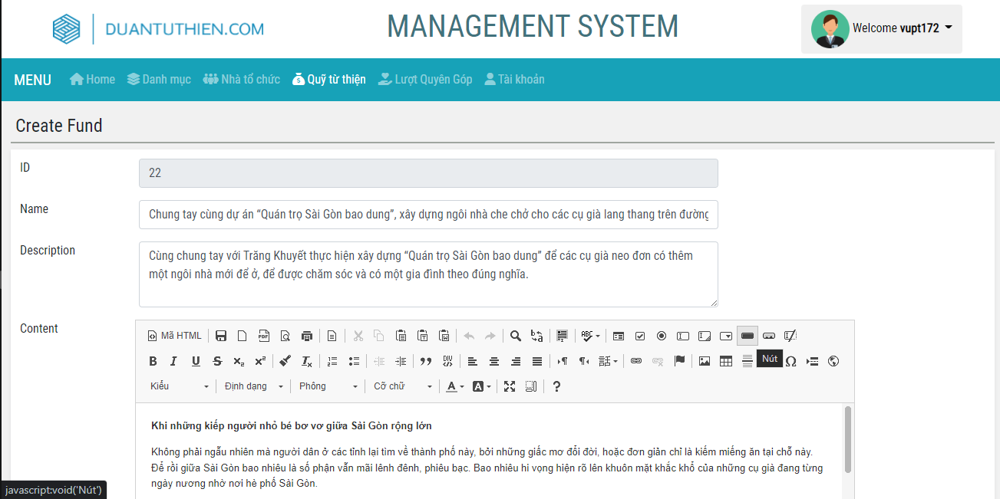 DUANTUTHIEN.COM
MANAGEMENT SYSTEM
Welcome vupt172
MENU Home Danh mục Nhà tổ chức Quỹ từ thiện Lượt Quyên Góp Tài khoản
Create Fund
ID
22
Name
Chung tay cùng dự án “Quán trọ Sài Gòn bao dung”, xây dựng ngôi nhà che chở cho các cụ già lang thang trên đường
Description
Cùng chung tay với Trăng Khuyết thực hiện xây dựng “Quán trọ Sài Gòn bao dung” để các cụ già neo đơn có thêm
một ngôi nhà mới để ở, để được chăm sóc và có một gia đình theo đúng nghĩa.
Content
Mã HTML
Nút
Kiểu Định dạng Phông Cỡ chữ
Khi những kiếp người nhỏ bé bơ vơ giữa Sài Gòn rộng lớn
Không phải ngẫu nhiên mà người dân ở các tỉnh lại tìm về thành phố này, bởi những giấc mơ đổi đời, hoặc đơn giản chỉ là kiếm miếng ăn tại chỗ này.
Để rồi giữa Sài Gòn bao nhiêu là số phận vẫn mãi lênh đênh, phiêu bạc. Bao nhiêu hi vọng hiện rõ lên khuôn mặt khắc khổ của những cụ già đang từng
ngày nương nhờ nơi hè phố Sài Gòn.
javascript:void('Nút')